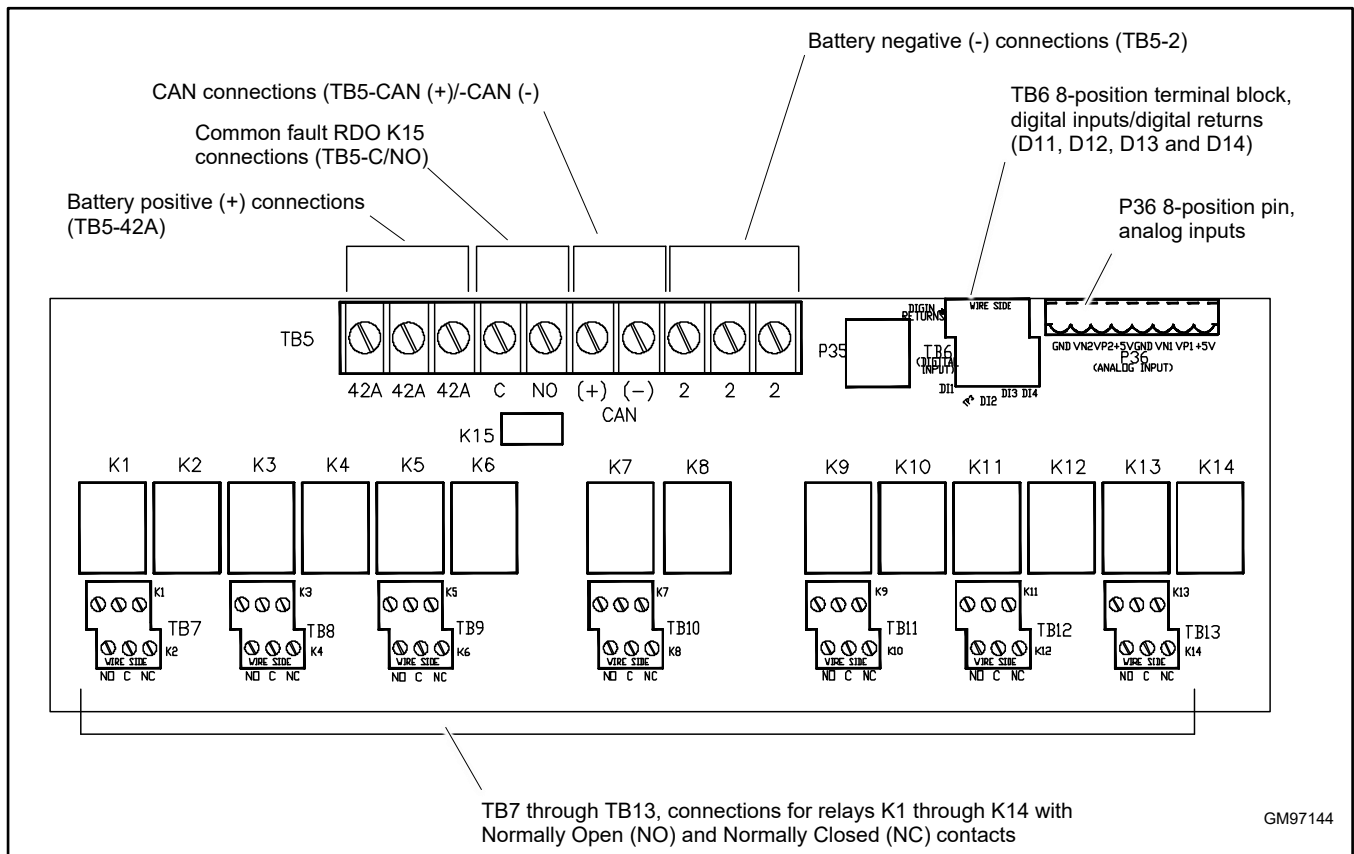 Battery negative (-) connections (TB5-2)
CAN connections (TB5-CAN (+)/-CAN (-)
TB6 8-position terminal block,
digital inputs/digital returns
(D11, D12, D13 and D14)
Common fault RDO K15
connections (TB5-C/NO)
Battery positive (+) connections
(TB5-42A)
P36 8-position pin,
analog inputs
TB5
42A 42A 42A C NO (+) (-) 2 2 2
CAN
K15
P35
DIGIN
RETURNS
WIRE SIDE
TB6
(DIGITAL
INPUT)
DI1
DI2
DI3 DI4
GND VN2 VP2 +5V GND VN1 VP1 +5V
P36
(ANALOG INPUT)
K1 K2 K3 K4 K5 K6 K7 K8 K9 K10 K11 K12 K13 K14
K1 K3 K5 K7 K9 K11 K13
TB7 TB8 TB9 TB10 TB11 TB12 TB13
K2 K4 K6 K8 K10 K12 K14
WIRE SIDE WIRE SIDE WIRE SIDE WIRE SIDE WIRE SIDE WIRE SIDE WIRE SIDE
NO C NC NO C NC NO C NC NO C NC NO C NC NO C NC NO C NC
TB7 through TB13, connections for relays K1 through K14 with
Normally Open (NO) and Normally Closed (NC) contacts
GM97144